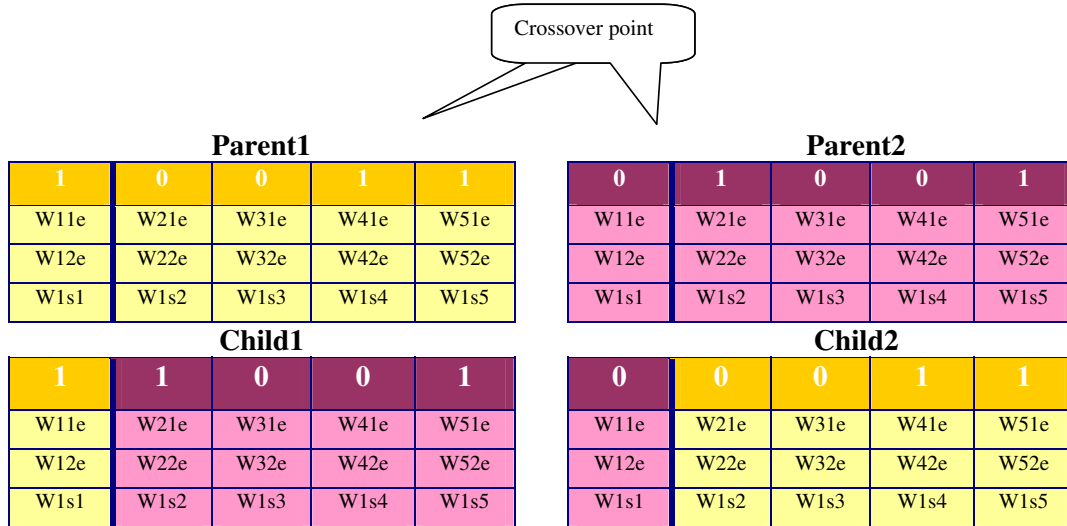 Crossover point
Parent1 Parent2
1 0 0 1 1 0 1 0 0 1
W11e W21e W31e W41e W51e W11e W21e W31e W41e W51e
W12e W22e W32e W42e W52e W12e W22e W32e W42e W52e
W1s1 W1s2 W1s3 W1s4 W1s5 W1s1 W1s2 W1s3 W1s4 W1s5
Child1 Child2
1 1 0 0 1 0 0 0 1 1
W11e W21e W31e W41e W51e W11e W21e W31e W41e W51e
W12e W22e W32e W42e W52e W12e W22e W32e W42e W52e
W1s1 W1s2 W1s3 W1s4 W1s5 W1s1 W1s2 W1s3 W1s4 W1s5